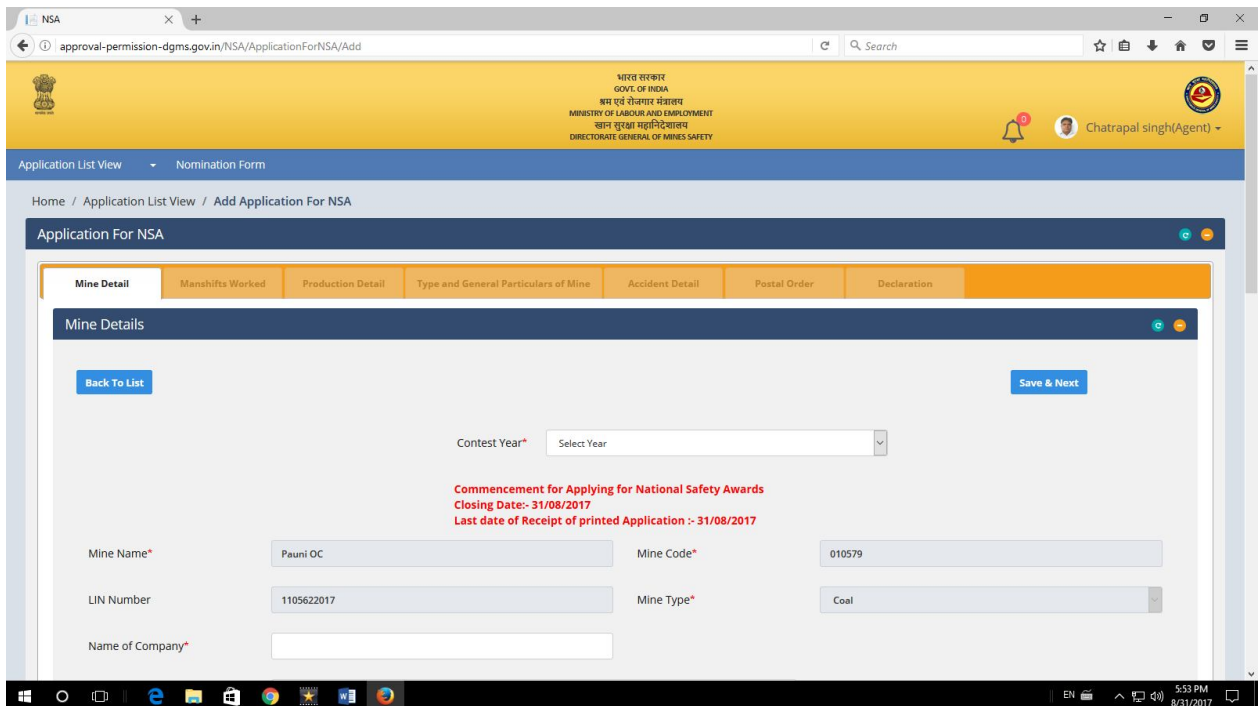 NSA
approval-permission-dgms.gov.in/NSA/ApplicationForNSA/Add
Search
भारत सरकार
GOVT. OF INDIA
श्रम एवं रोजगार मंत्रालय
MINISTRY OF LABOUR AND EMPLOYMENT
खान सुरक्षा महानिदेशालय
DIRECTORATE GENERAL OF MINES SAFETY
0
Chatrapal singh(Agent)
Application List View Nomination Form
Home / Application List View / Add Application For NSA
Application For NSA
Mine Detail Manshifts Worked Production Detail Type and General Particulars of Mine Accident Detail Postal Order Declaration
Mine Details
Back To List Save & Next
Contest Year* Select Year
Commencement for Applying for National Safety Awards
Closing Date:- 31/08/2017
Last date of Receipt of printed Application :- 31/08/2017
Mine Name* Pauni OC Mine Code* 010579
LIN Number 1105622017 Mine Type* Coal
Name of Company*
EN 5:53 PM
8/31/2017